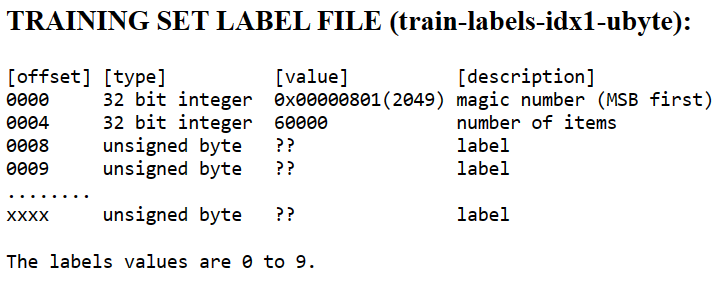 TRAINING SET LABEL FILE (train-labels-idx1-ubyte):
[offset] [type]          [value]          [description]
0000     32 bit integer  0x00000801(2049) magic number (MSB first)
0004     32 bit integer  60000            number of items
0008     unsigned byte   ??               label
0009     unsigned byte   ??               label
........
xxxx     unsigned byte   ??               label
The labels values are 0 to 9.